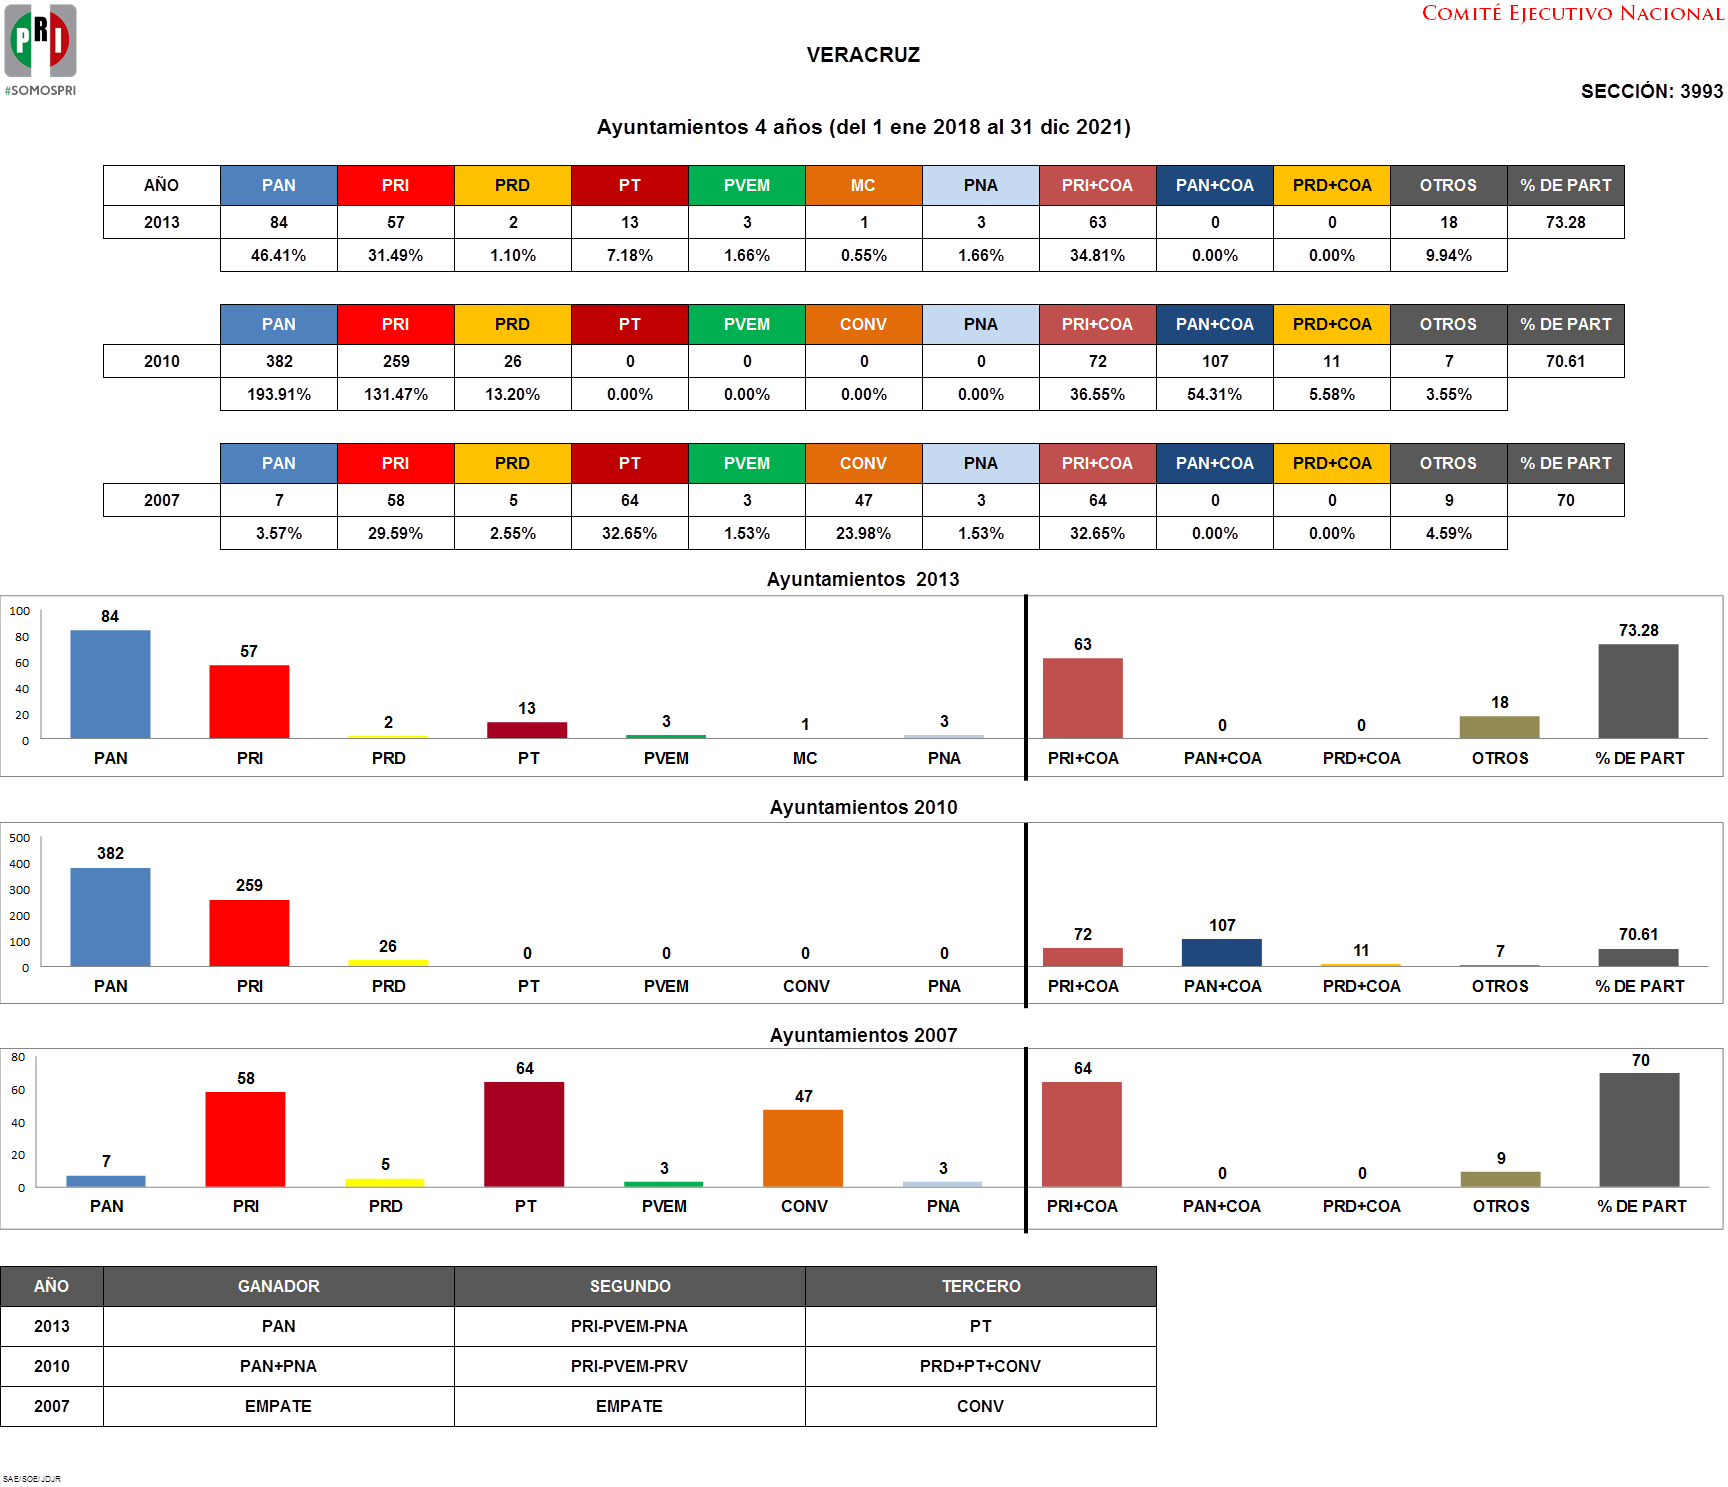 PRI
#SOMOSPRI
COMITÉ EJECUTIVO NACIONAL
VERACRUZ
SECCIÓN: 3993
Ayuntamientos 4 años (del 1 ene 2018 al 31 dic 2021)
AÑO PAN PRI PRD PT PVEM MC PNA PRI+COA PAN+COA PRD+COA OTROS % DE PART
2013 84 57 2 13 3 1 3 63 0 0 18 73.28
46.41% 31.49% 1.10% 7.18% 1.66% 0.55% 1.66% 34.81% 0.00% 0.00% 9.94%
PAN PRI PRD PT PVEM CONV PNA PRI+COA PAN+COA PRD+COA OTROS % DE PART
2010 382 259 26 0 0 0 0 72 107 11 7 70.61
193.91% 131.47% 13.20% 0.00% 0.00% 0.00% 0.00% 36.55% 54.31% 5.58% 3.55%
PAN PRI PRD PT PVEM CONV PNA PRI+COA PAN+COA PRD+COA OTROS % DE PART
2007 7 58 5 64 3 47 3 64 0 0 9 70
3.57% 29.59% 2.55% 32.65% 1.53% 23.98% 1.53% 32.65% 0.00% 0.00% 4.59%
Ayuntamientos 2013
100
80
60
40
20
0
84 57 2 13 3 1 3 63 0 0 18 73.28
PAN PRI PRD PT PVEM MC PNA PRI+COA PAN+COA PRD+COA OTROS % DE PART
Ayuntamientos 2010
500
400
300
200
100
0
382 259 26 0 0 0 0 72 107 11 7 70.61
PAN PRI PRD PT PVEM CONV PNA PRI+COA PAN+COA PRD+COA OTROS % DE PART
Ayuntamientos 2007
80
60
40
20
0
7 58 5 64 3 47 3 64 0 0 9 70
PAN PRI PRD PT PVEM CONV PNA PRI+COA PAN+COA PRD+COA OTROS % DE PART
AÑO GANADOR SEGUNDO TERCERO
2013 PAN PRI-PVEM-PNA PT
2010 PAN+PNA PRI-PVEM-PRV PRD+PT+CONV
2007 EMPATE EMPATE CONV
SAE/SOE/JDJR